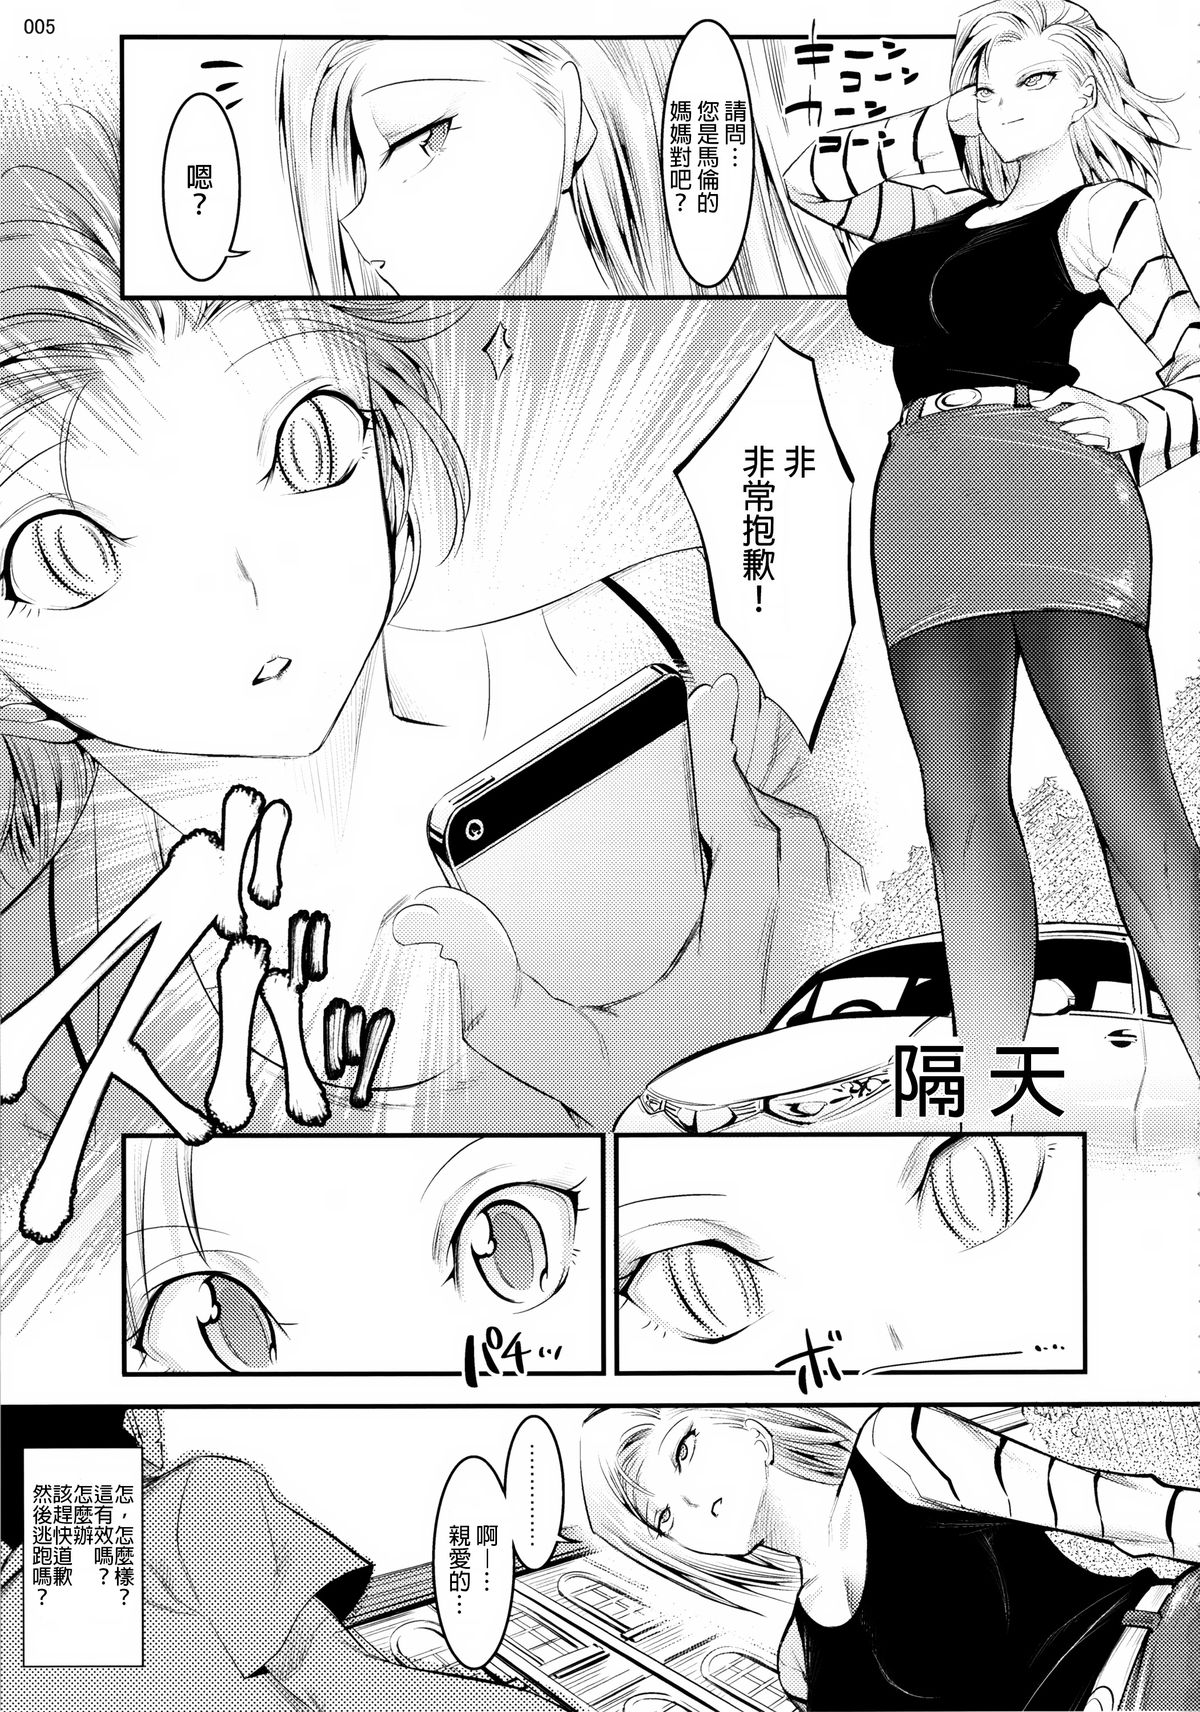 005
キーン
コーン
カーン
コーン
請問…
您是馬倫的
媽媽對吧？
嗯？
非
非常抱歉！
ズバッ
隔天
ボ……
パチ…
………
啊——…
親愛的…
怎，怎麼樣？
這有效嗎？
怎麼辦
該趕快道歉
然後逃跑嗎？